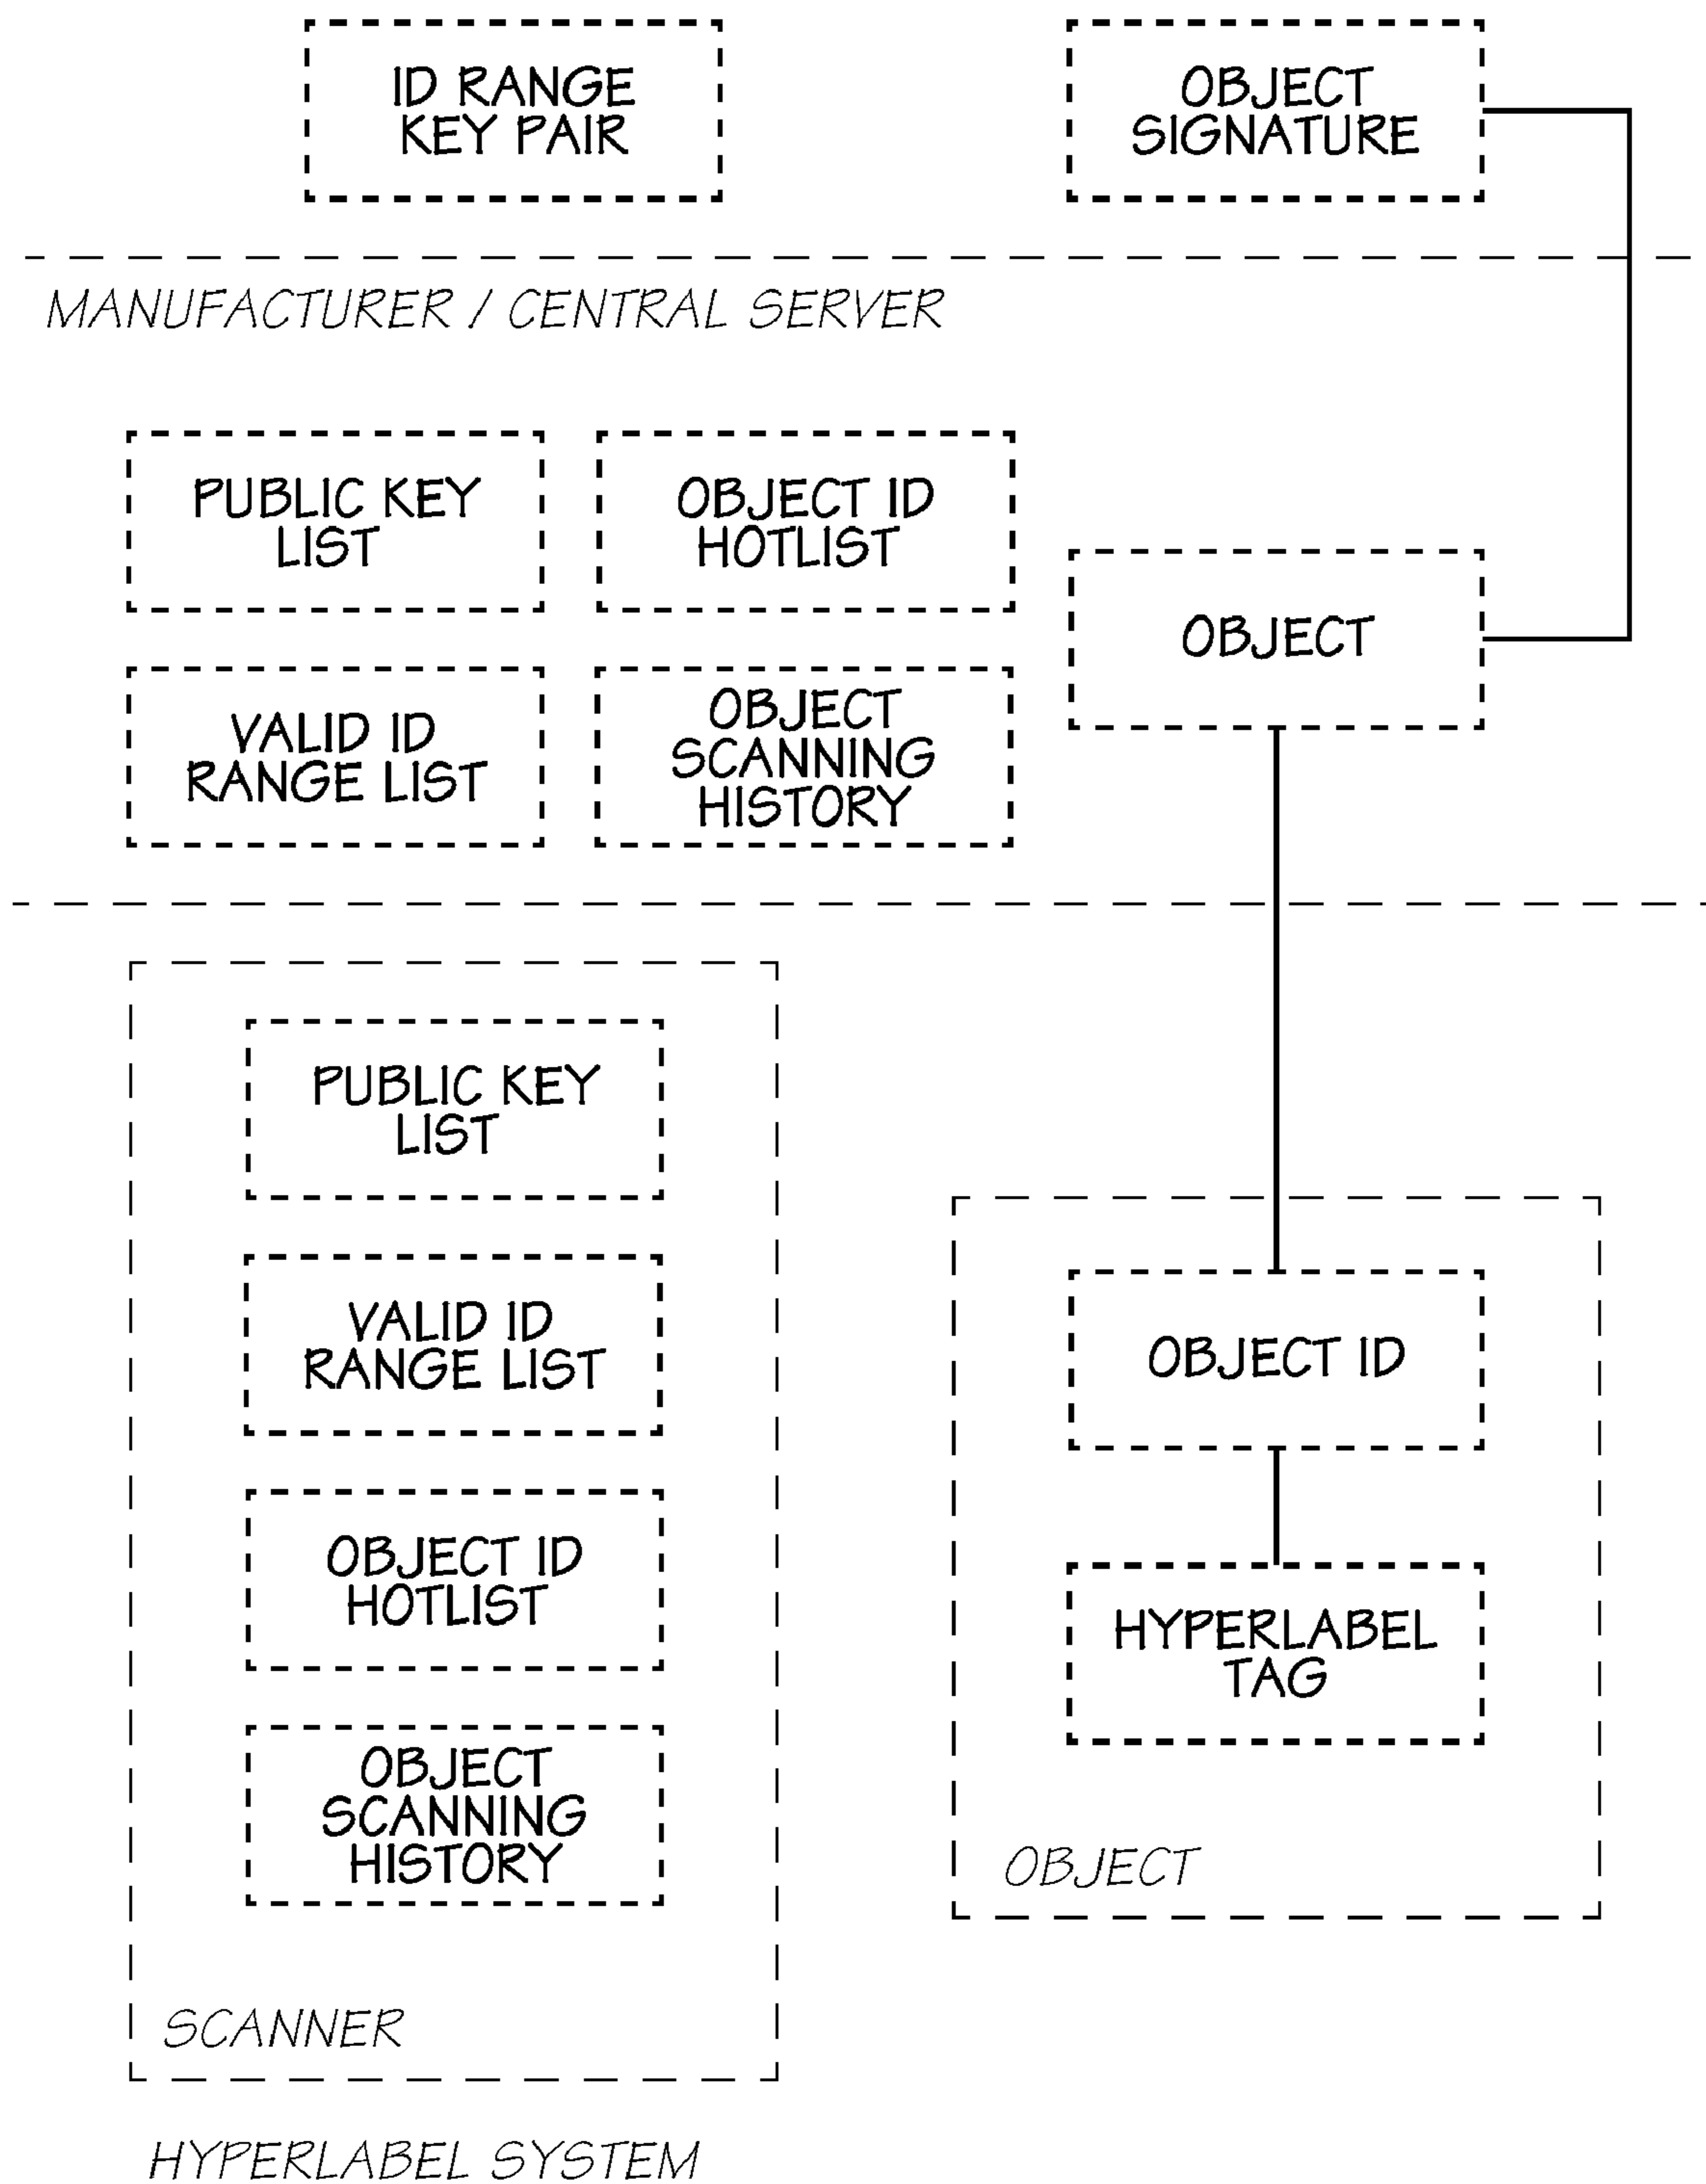 ID RANGE
KEY PAIR
OBJECT
SIGNATURE
MANUFACTURER / CENTRAL SERVER
PUBLIC KEY
LIST
OBJECT ID
HOTLIST
OBJECT
VALID ID
RANGE LIST
OBJECT
SCANNING
HISTORY
PUBLIC KEY
LIST
VALID ID
RANGE LIST
OBJECT ID
HOTLIST
OBJECT
SCANNING
HISTORY
SCANNER
OBJECT ID
HYPERLABEL
TAG
OBJECT
HYPERLABEL SYSTEM